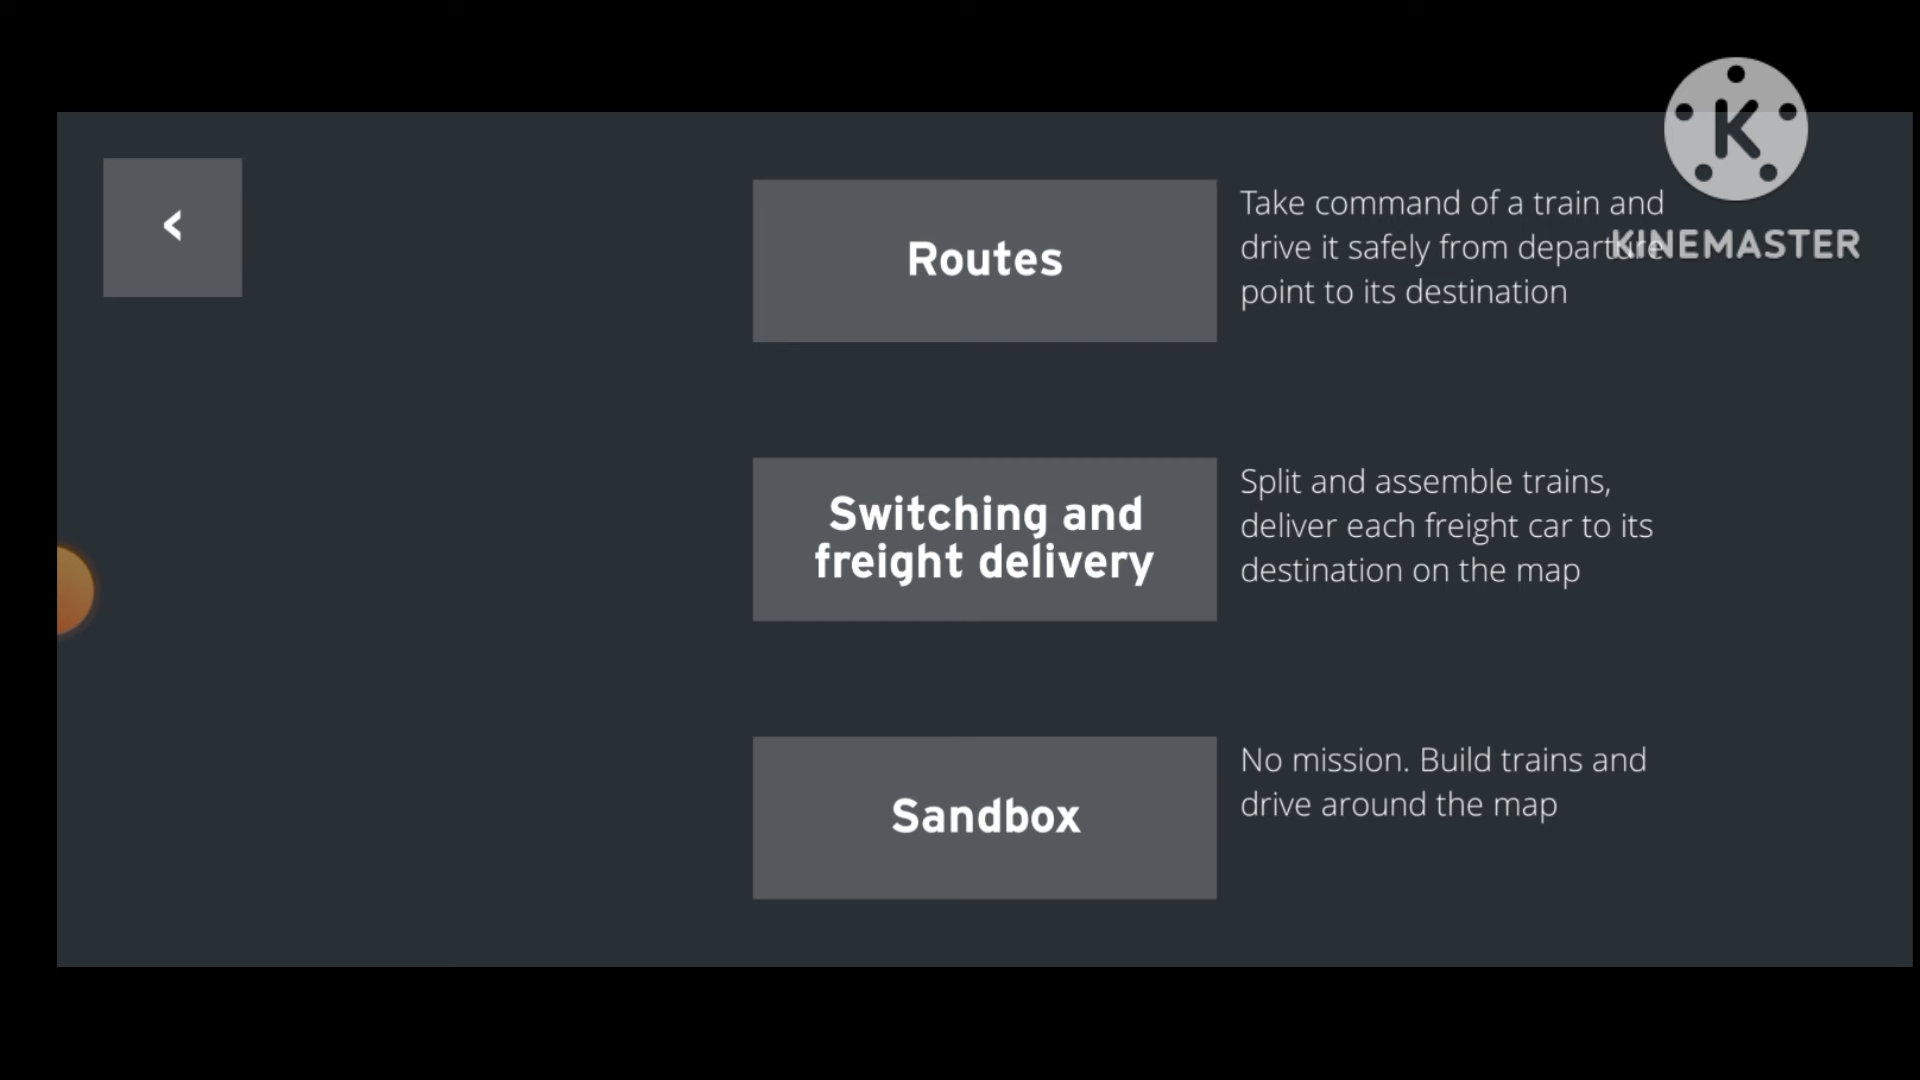 <
Routes
Take command of a train and
drive it safely from departure
point to its destination
K
KINEMASTER
Switching and
freight delivery
Split and assemble trains,
deliver each freight car to its
destination on the map
Sandbox
No mission. Build trains and
drive around the map